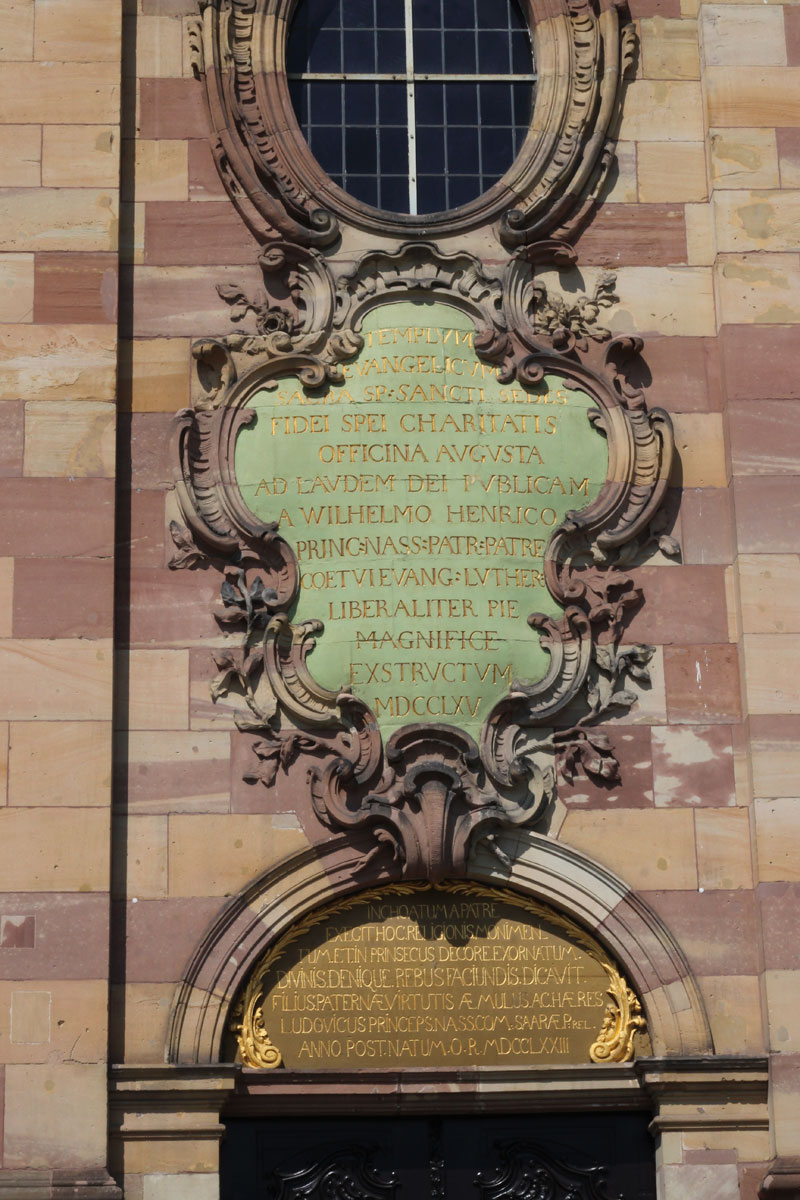 TEMPLVM
EVANGELICVM
SACRA SP·SANCTI SEDES
FIDEI SPEI CHARITATIS
OFFICINA AVGVSTA
AD LAVDEM DEI PVBLICAM
A WILHELMO HENRICO
PRINC:NASS:PATR:PATRE
COETVI EVANG:LVTHER:
LIBERALITER PIE
MAGNIFICE
EXSTRVCTVM
MDCCLXV
INCHOATUM A PATRE
EXEGIT HOC RELIGIONIS MONIMEN-
TUM.ET.IN PRINSECUS DECORE EXORNATUM.
DIVINIS.DENIQUE.REBUS FACIUNDIS.DICAVIT.
FILIUS.PATERNÆ.VIRTUTIS ÆMULUS.AC HÆRES
LUDOVICUS PRINCEPS.NASS.COM.SARÆP.REL.
ANNO POST.NATUM.O.R.MDCCLXXIII